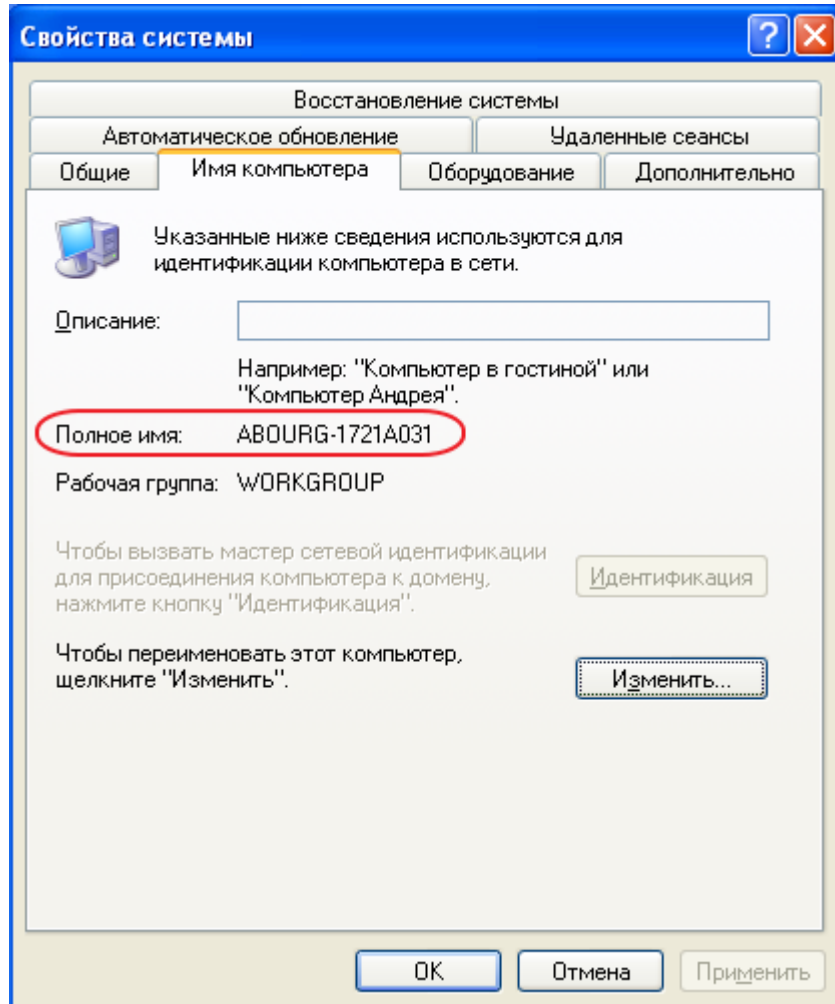 Свойства системы
Восстановление системы
Автоматическое обновление
Удаленные сеансы
Общие
Имя компьютера
Оборудование
Дополнительно
Указанные ниже сведения используются для
идентификации компьютера в сети.
Описание:
Например: "Компьютер в гостиной" или
"Компьютер Андрея".
Полное имя: ABOURG-1721A031
Рабочая группа: WORKGROUP
Чтобы вызвать мастер сетевой идентификации
для присоединения компьютера к домену,
нажмите кнопку "Идентификация".
Идентификация
Чтобы переименовать этот компьютер,
щелкните "Изменить".
Изменить...
OK
Отмена
Применить